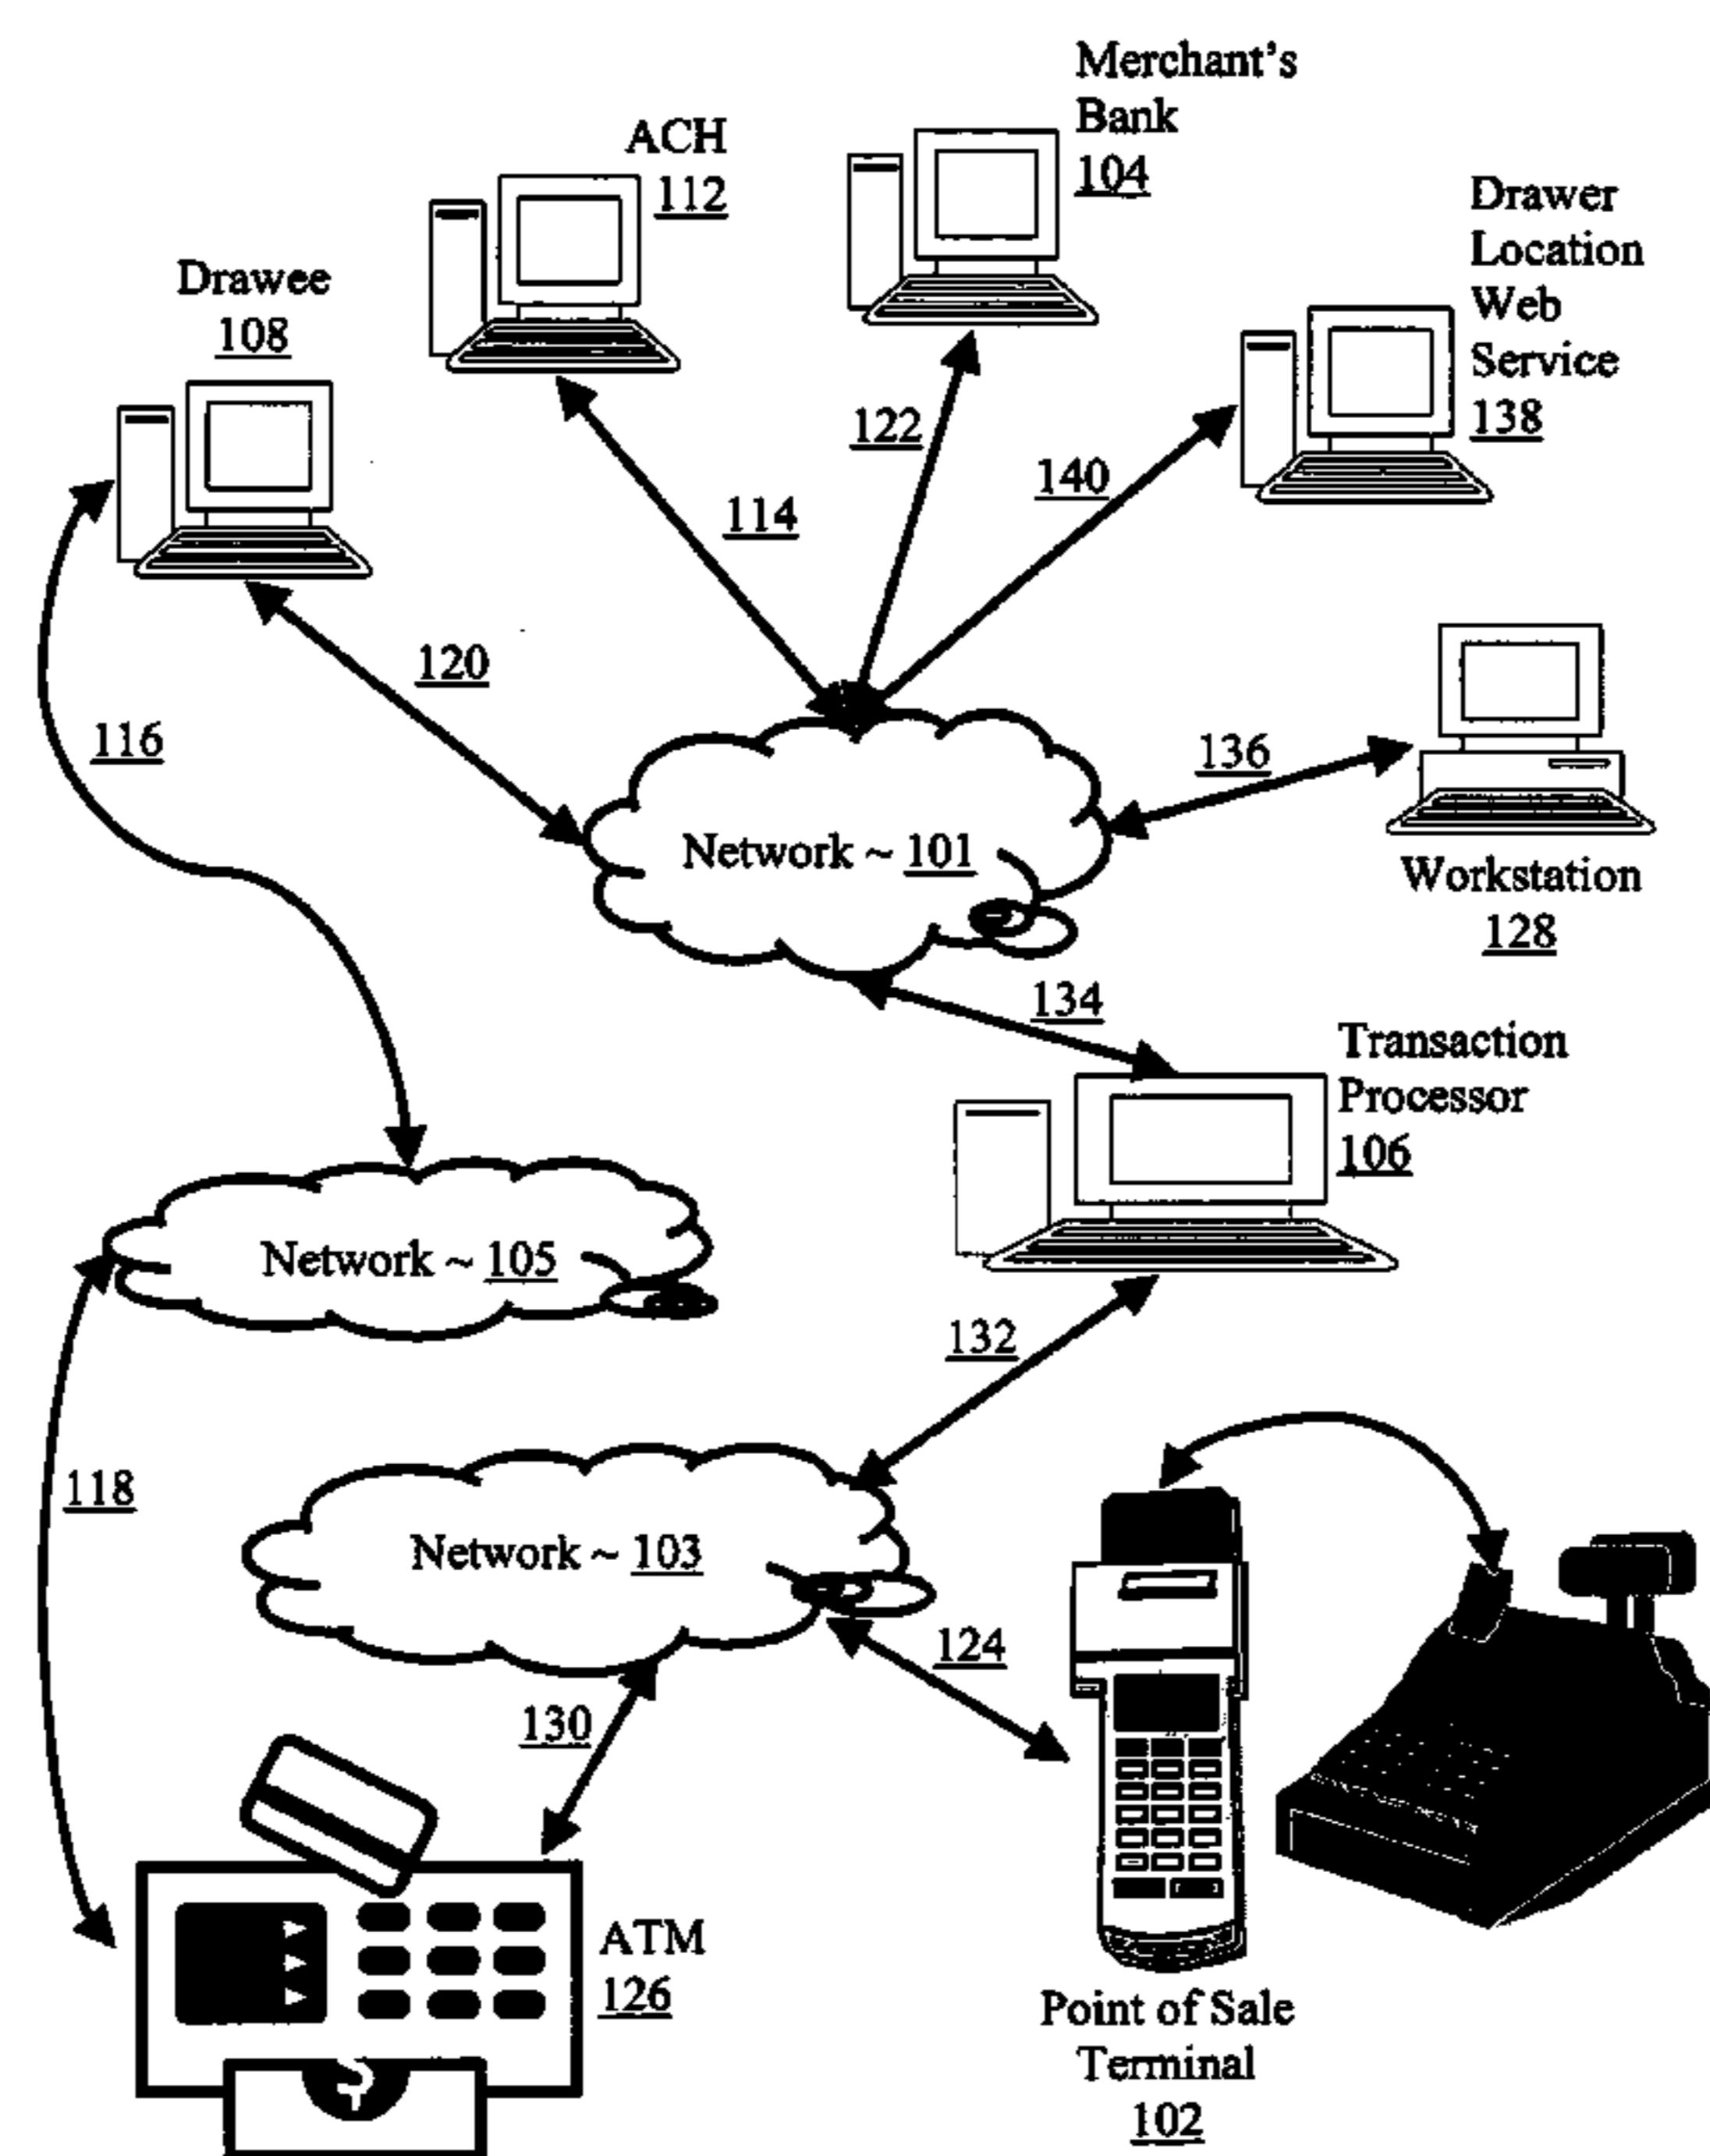 Merchant's
Bank
104
ACH
112
Drawer
Location
Web
Service
138
Drawee
108
122
140
114
120
116
136
Network ~ 101
Workstation
128
134
Transaction
Processor
106
Network ~ 105
132
118
Network ~ 103
124
130
ATM
126
Point of Sale
Terminal
102